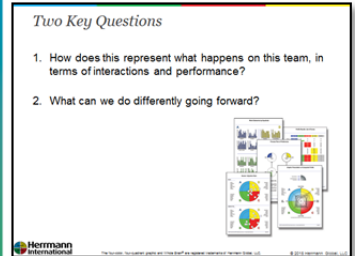 Two Key Questions
1. How does this represent what happens on this team, in
terms of interactions and performance?
2. What can we do differently going forward?
Herrmann
International